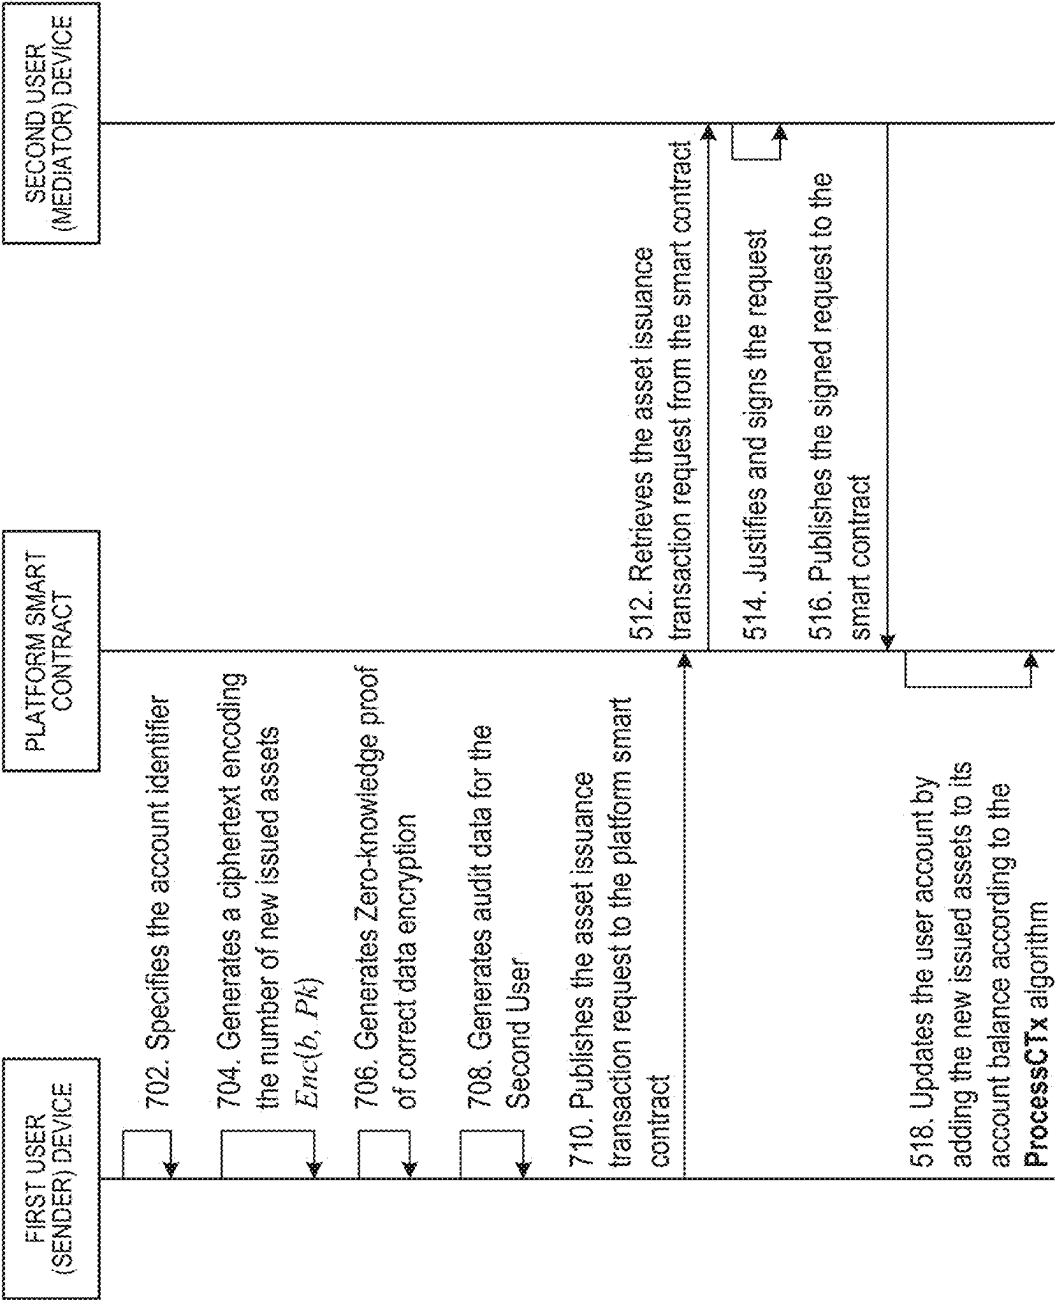 FIRST USER
(SENDER) DEVICE
PLATFORM SMART
CONTRACT
SECOND USER
(MEDIATOR) DEVICE
702. Specifies the account identifier
704. Generates a ciphertext encoding
the number of new issued assets
Enc(b, Pk)
706. Generates Zero-knowledge proof
of correct data encryption
708. Generates audit data for the
Second User
710. Publishes the asset issuance
transaction request to the platform smart
contract
512. Retrieves the asset issuance
transaction request from the smart contract
514. Justifies and signs the request
516. Publishes the signed request to the
smart contract
518. Updates the user account by
adding the new issued assets to its
account balance according to the
ProcessCTx algorithm